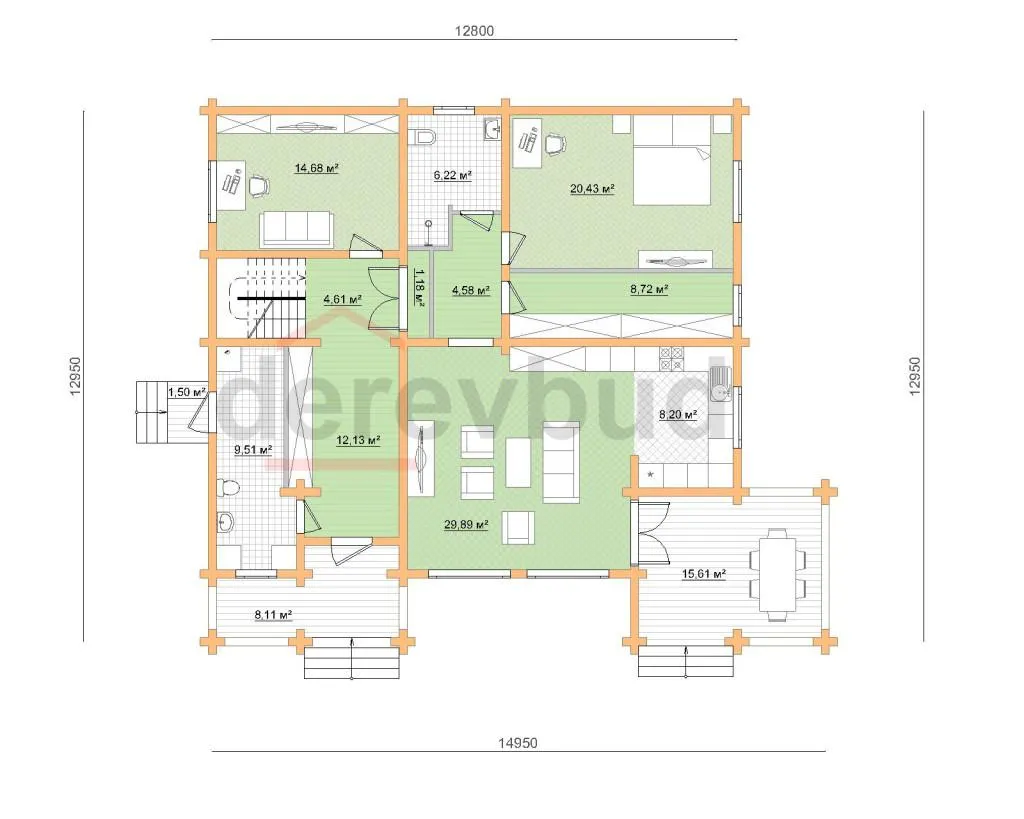 12800
14,68 м²
6,22 м²
20,43 м²
4,61 м²
1,18 м²
4,58 м²
8,72 м²
12950
12950
1,50 м²
derevbud
8,20 м²
12,13 м²
9,51 м²
29,89 м²
15,61 м²
8,11 м²
14950